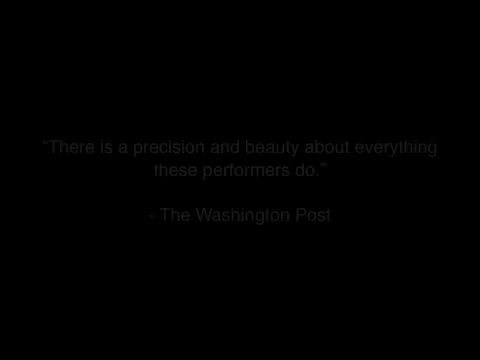 “There is a precision and beauty about everything
these performers do.”
- The Washington Post